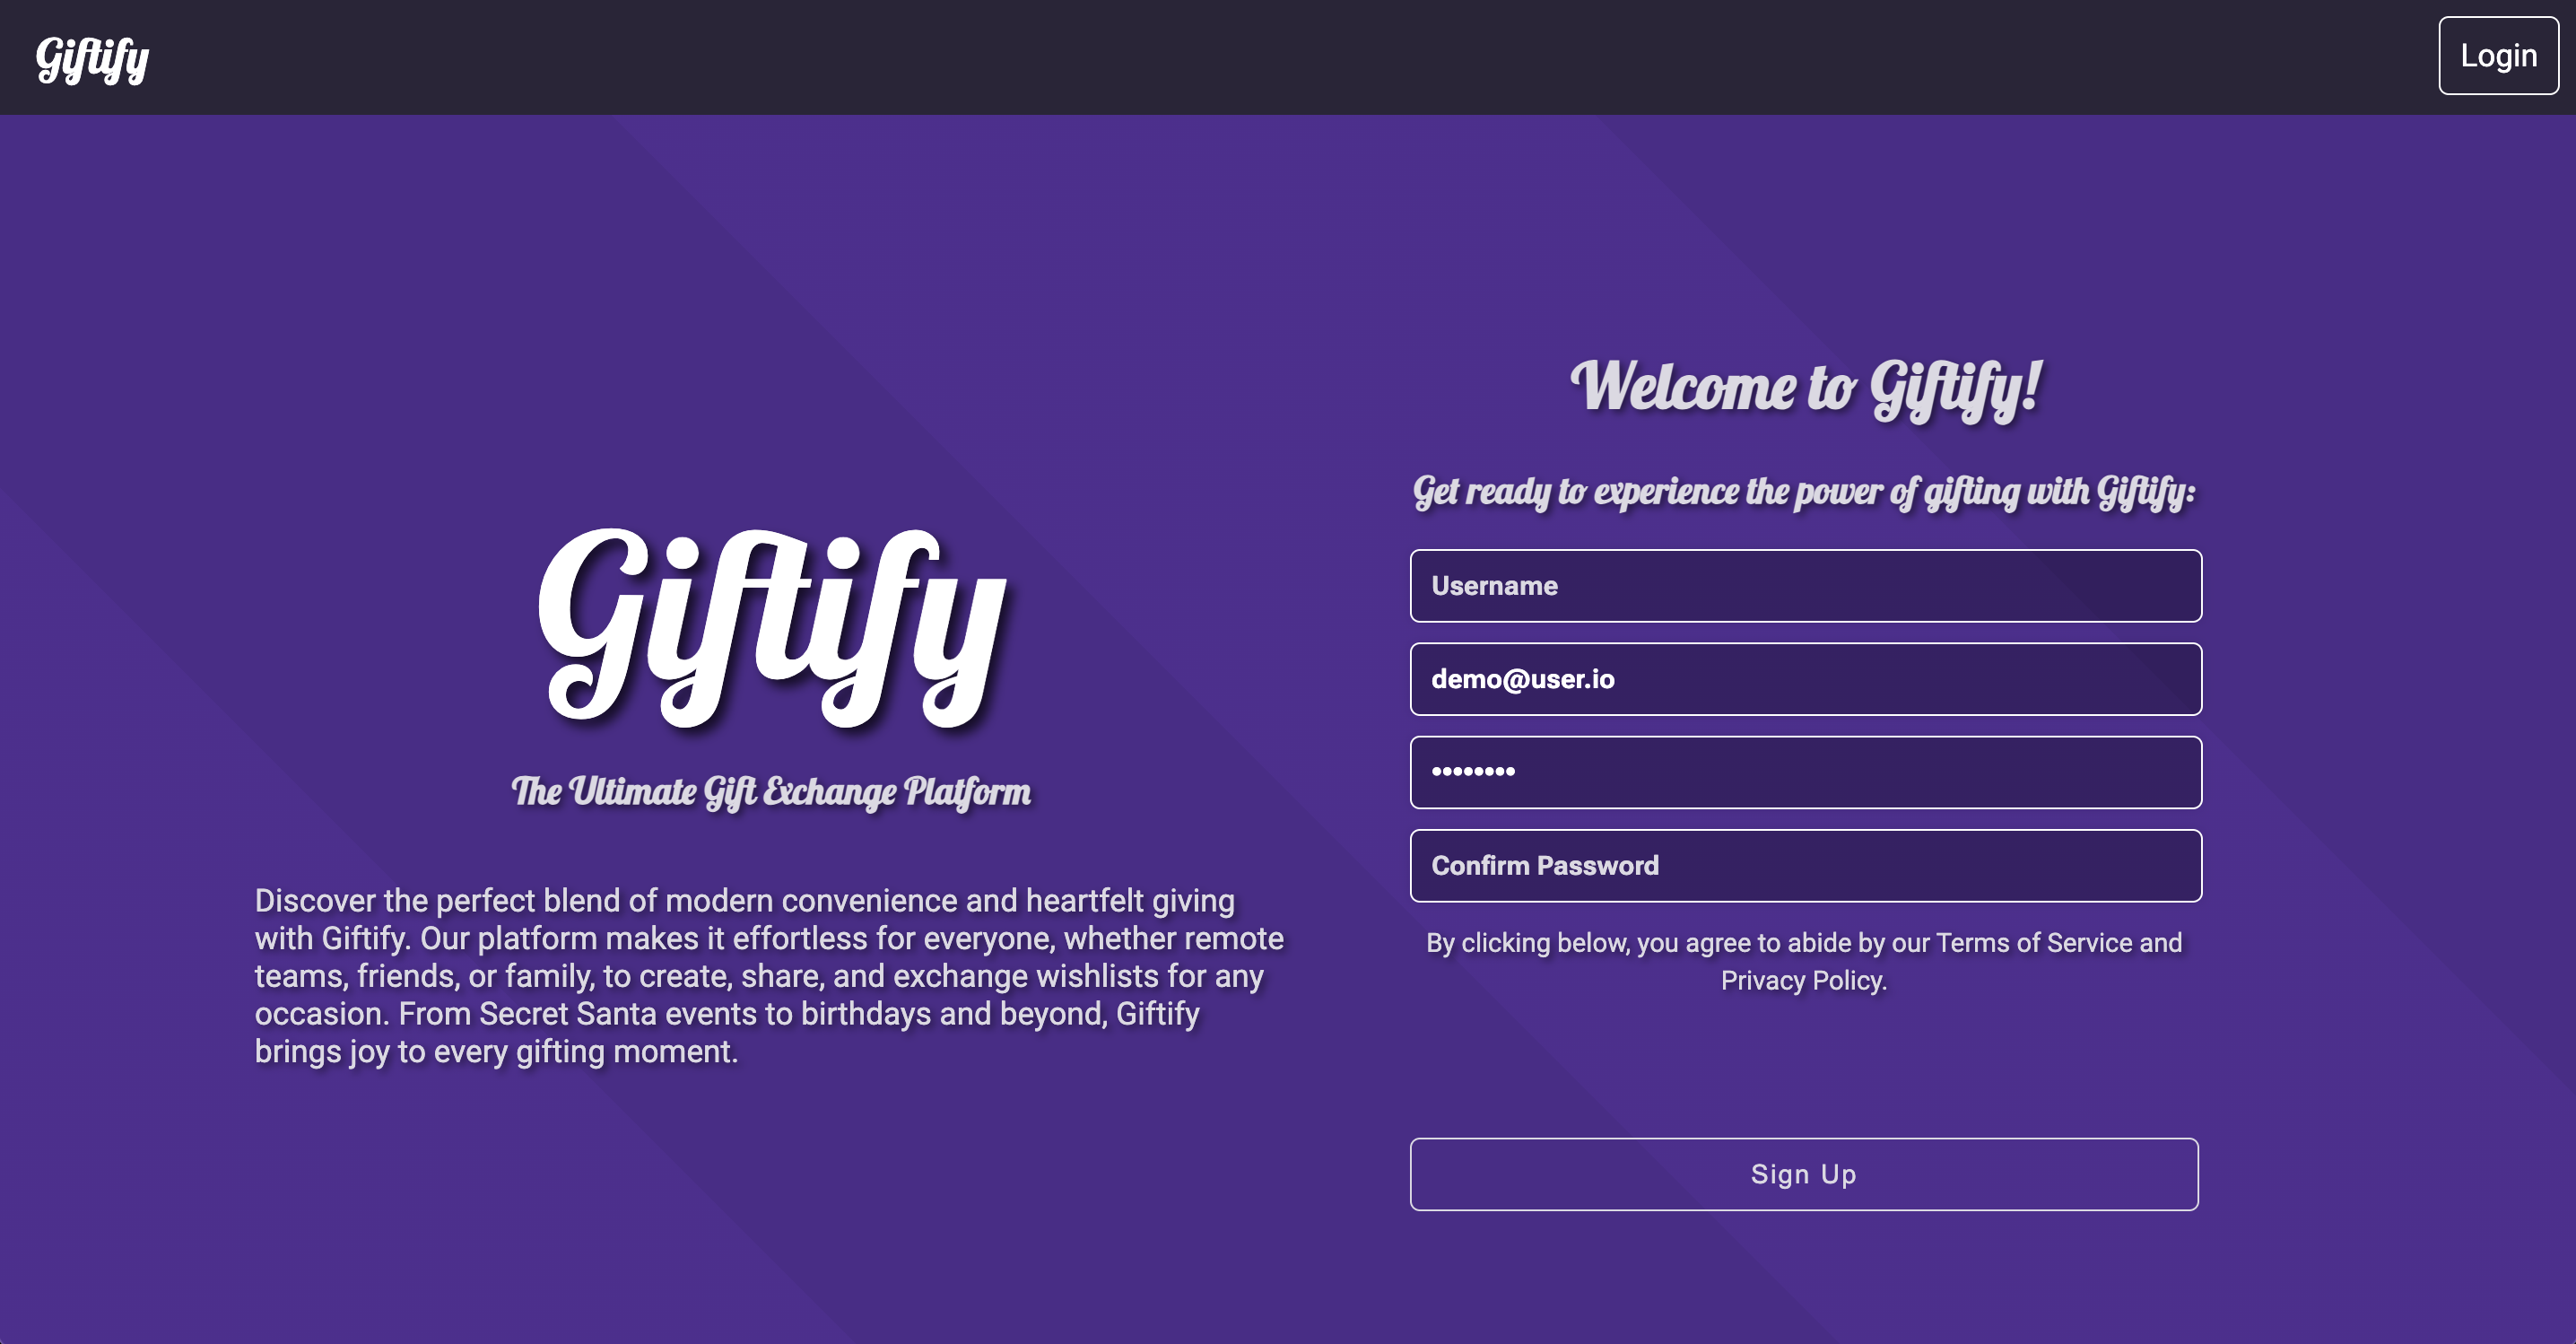 Giftify
Login
Giftify
The Ultimate Gift Exchange Platform
Discover the perfect blend of modern convenience and heartfelt giving
with Giftify. Our platform makes it effortless for everyone, whether remote
teams, friends, or family, to create, share, and exchange wishlists for any
occasion. From Secret Santa events to birthdays and beyond, Giftify
brings joy to every gifting moment.
Welcome to Giftify!
Get ready to experience the power of gifting with Giftify:
Username
demo@user.io
••••••••
Confirm Password
By clicking below, you agree to abide by our Terms of Service and
Privacy Policy.
Sign Up